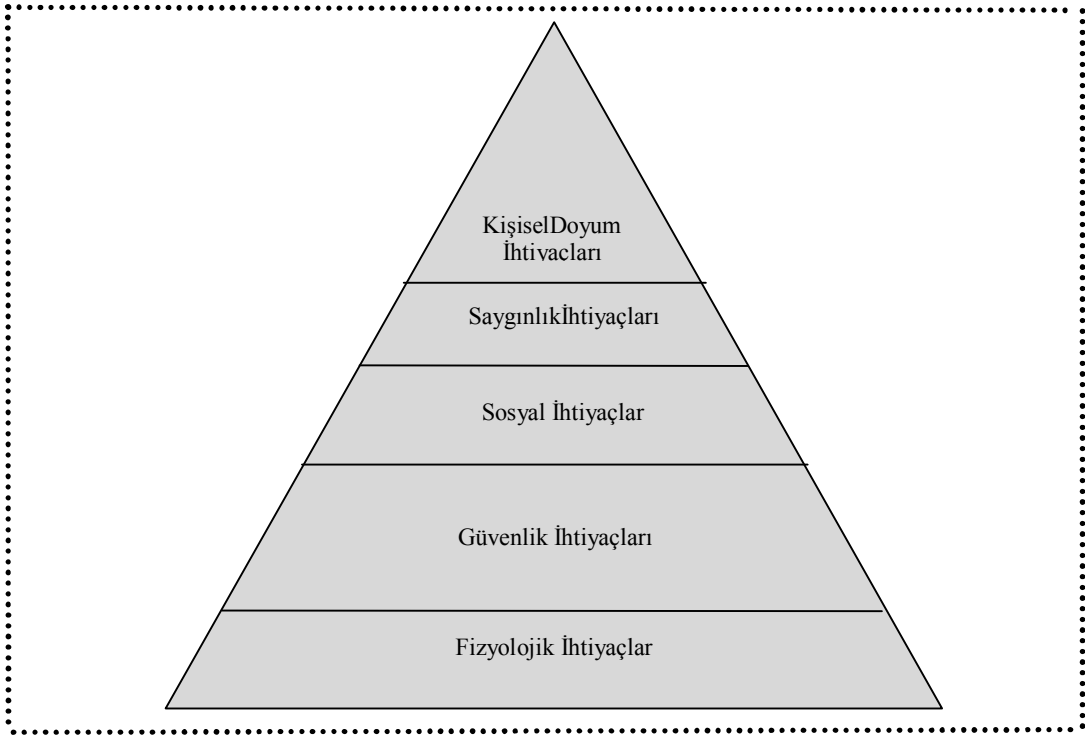 KişiselDoyum
İhtivacları
Saygınlıkİhtiyaçları
Sosyal İhtiyaçlar
Güvenlik İhtiyaçları
Fizyolojik İhtiyaçlar